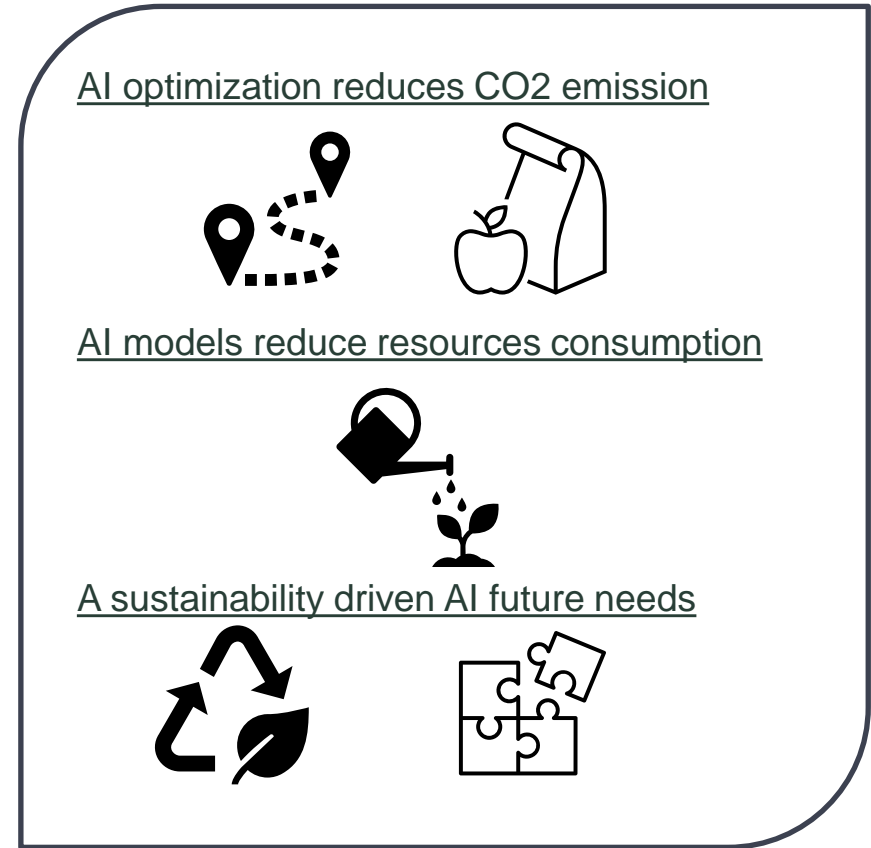 AI optimization reduces CO2 emission
AI models reduce resources consumption
A sustainability driven AI future needs